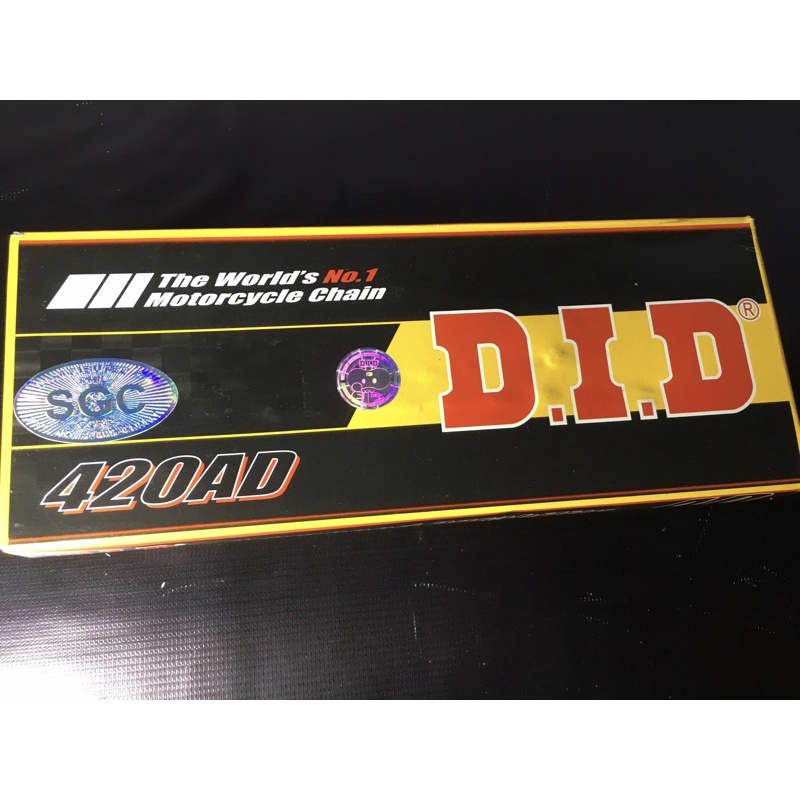 The World's No.1
Motorcycle Chain
D.I.D®
SGC
420AD